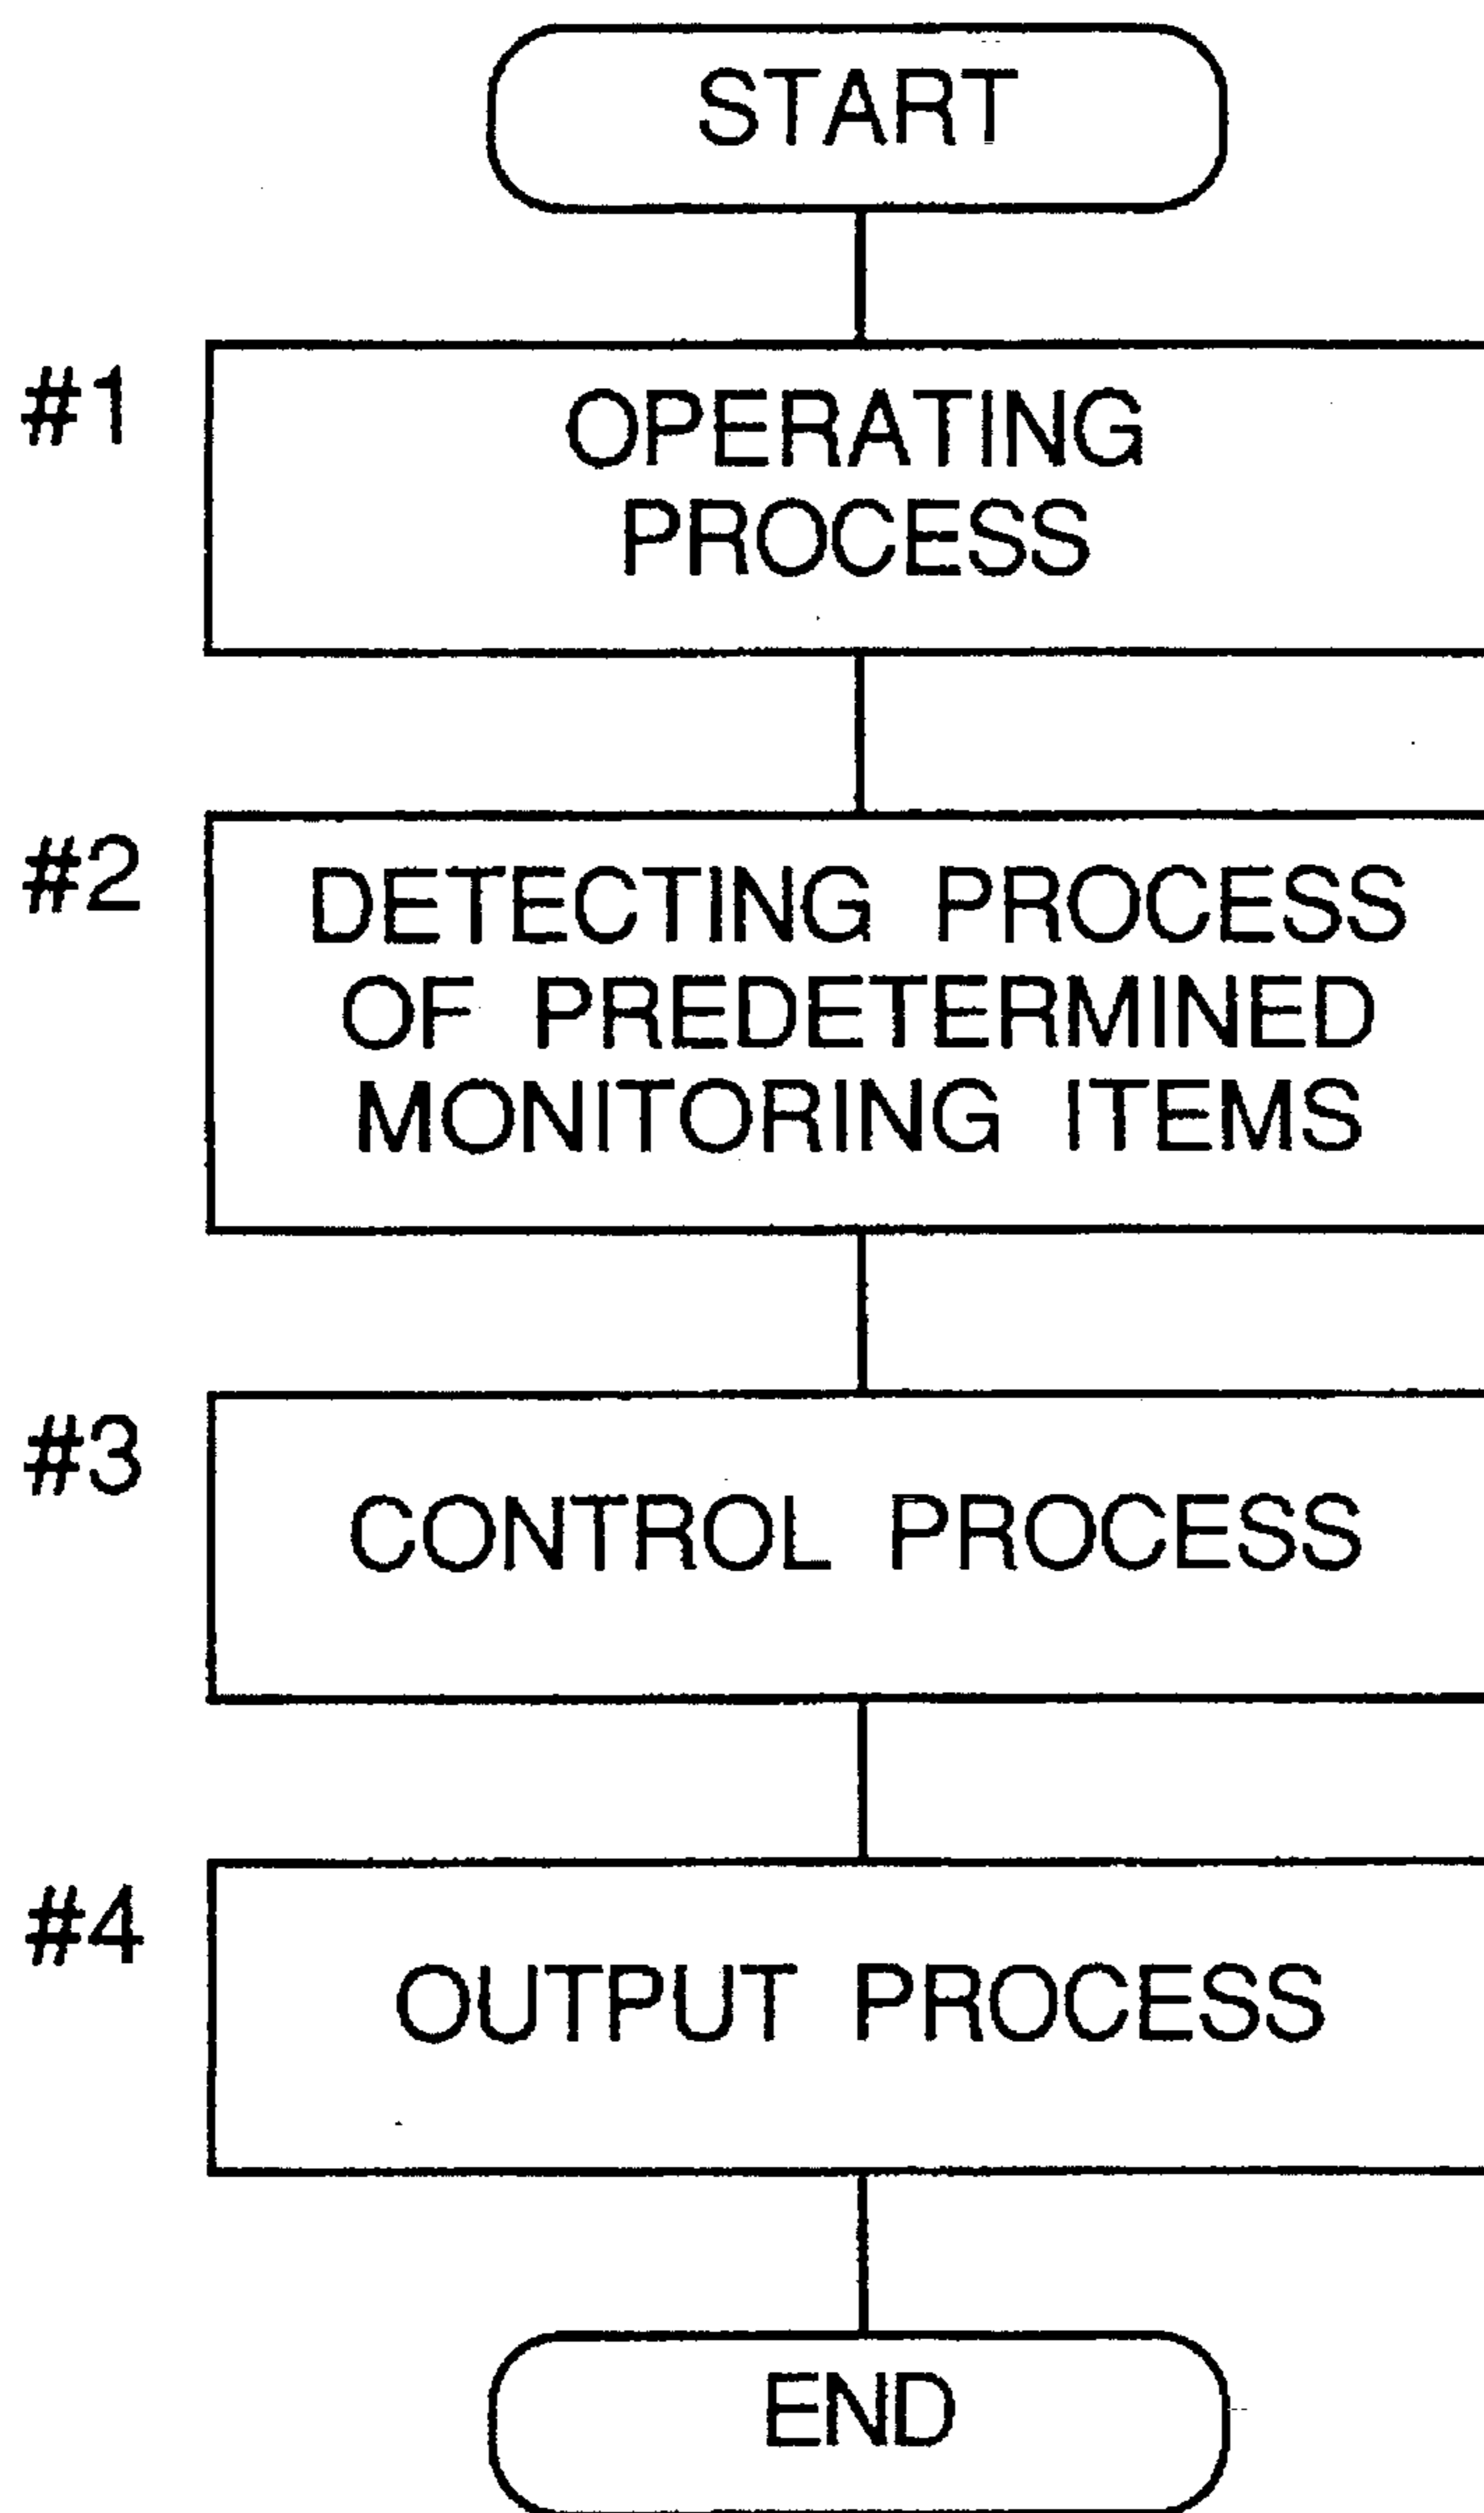 START
#1
OPERATING
PROCESS
#2
DETECTING PROCESS
OF PREDETERMINED
MONITORING ITEMS
#3
CONTROL PROCESS
#4
OUTPUT PROCESS
END